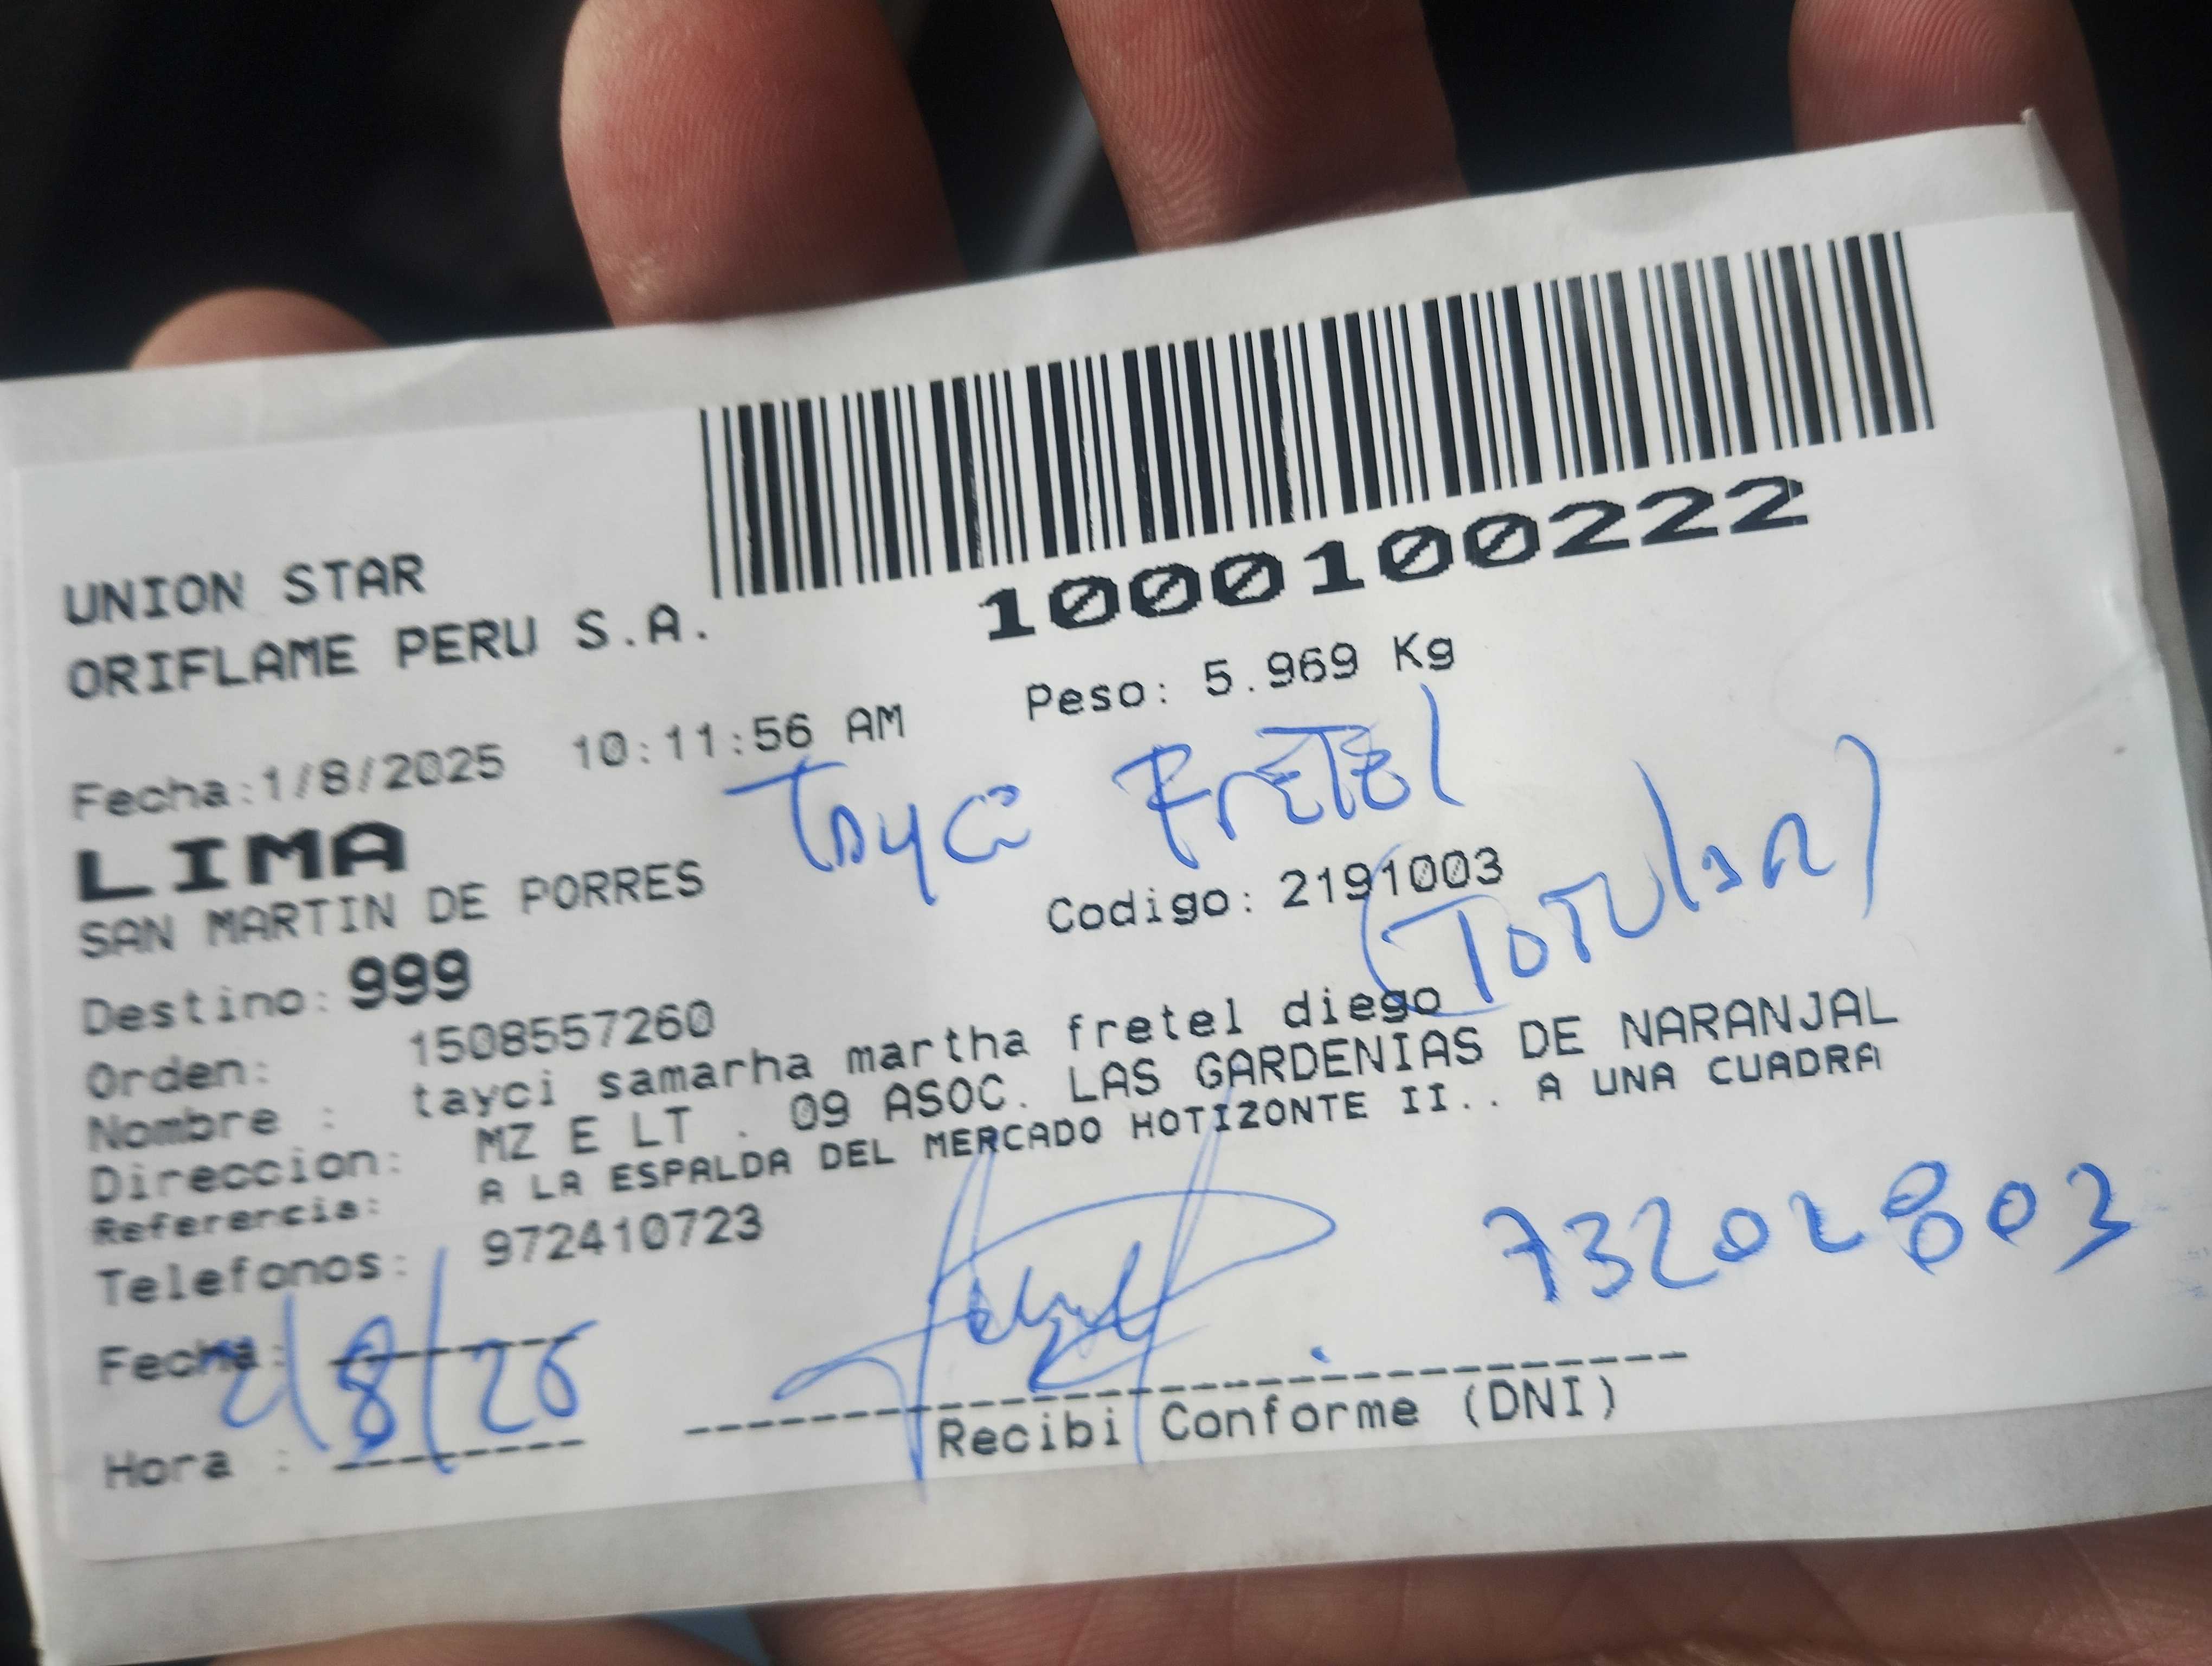 1000100222
UNION STAR
ORIFLAME PERU S.A.
Peso: 5.969 Kg
Fecha:1/8/2025 10:11:56 AM
Tayci Fretel
LIMA
SAN MARTIN DE PORRES
Codigo: 2191003
(Totular)
Destino: 999
Orden: 1508557260
Nombre : tayci samarha martha fretel diego
Direccion: MZ E LT . 09 ASOC. LAS GARDENIAS DE NARANJAL
Referencia: A LA ESPALDA DEL MERCADO HOTIZONTE II.. A UNA CUADRA
Telefonos: 972410723
73202803
Fecha: 2/8/25
Hora :
Recibi Conforme (DNI)